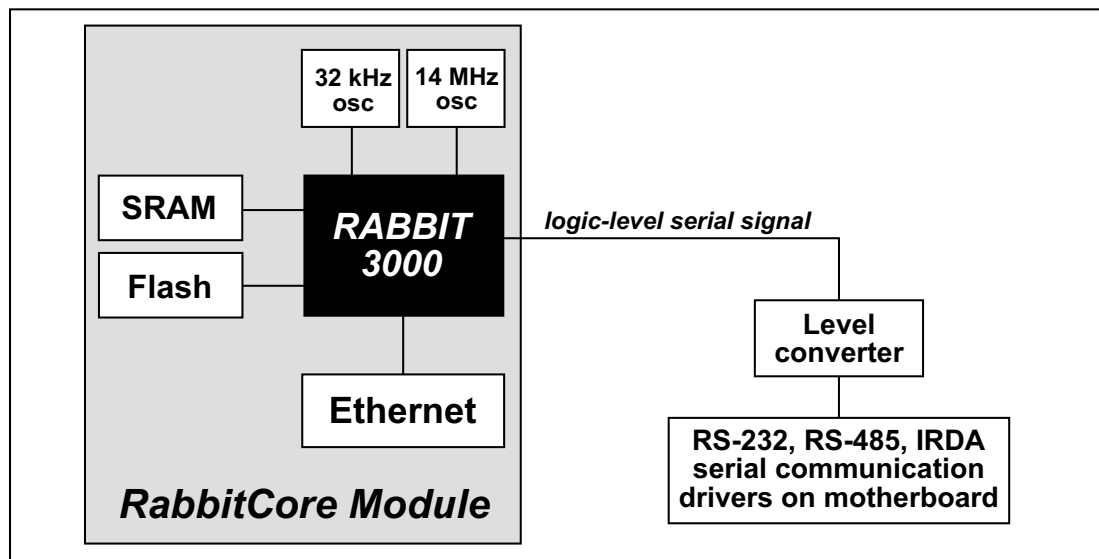 32 kHz
osc
14 MHz
osc
SRAM
RABBIT
3000
logic-level serial signal
Flash
Level
converter
Ethernet
RS-232, RS-485, IRDA
serial communication
drivers on motherboard
RabbitCore Module